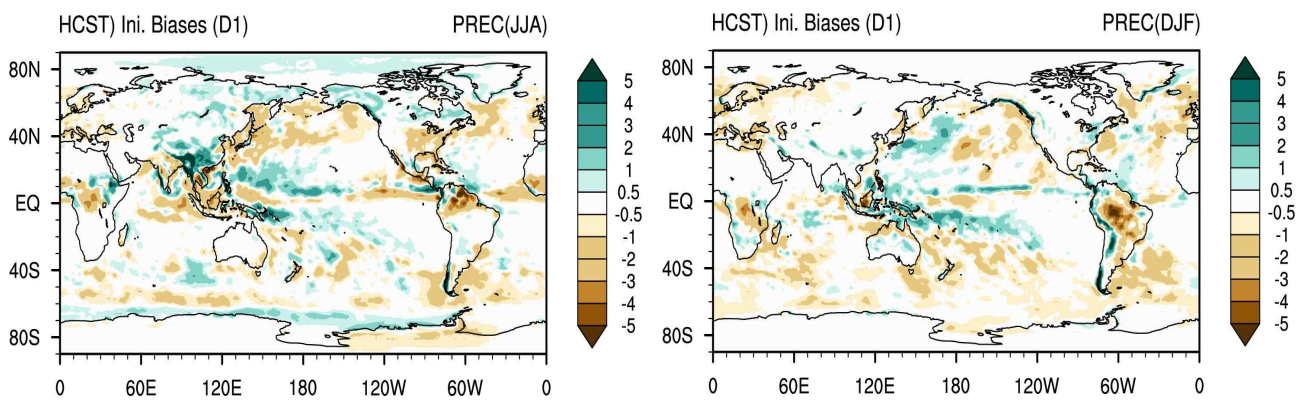 HCST) Ini. Biases (D1) PREC(JJA)
80N
40N
EQ
40S
80S
0 60E 120E 180 120W 60W 0
5
4
3
2
1
0.5
-0.5
-1
-2
-3
-4
-5
HCST) Ini. Biases (D1) PREC(DJF)
80N
40N
EQ
40S
80S
0 60E 120E 180 120W 60W 0
5
4
3
2
1
0.5
-0.5
-1
-2
-3
-4
-5